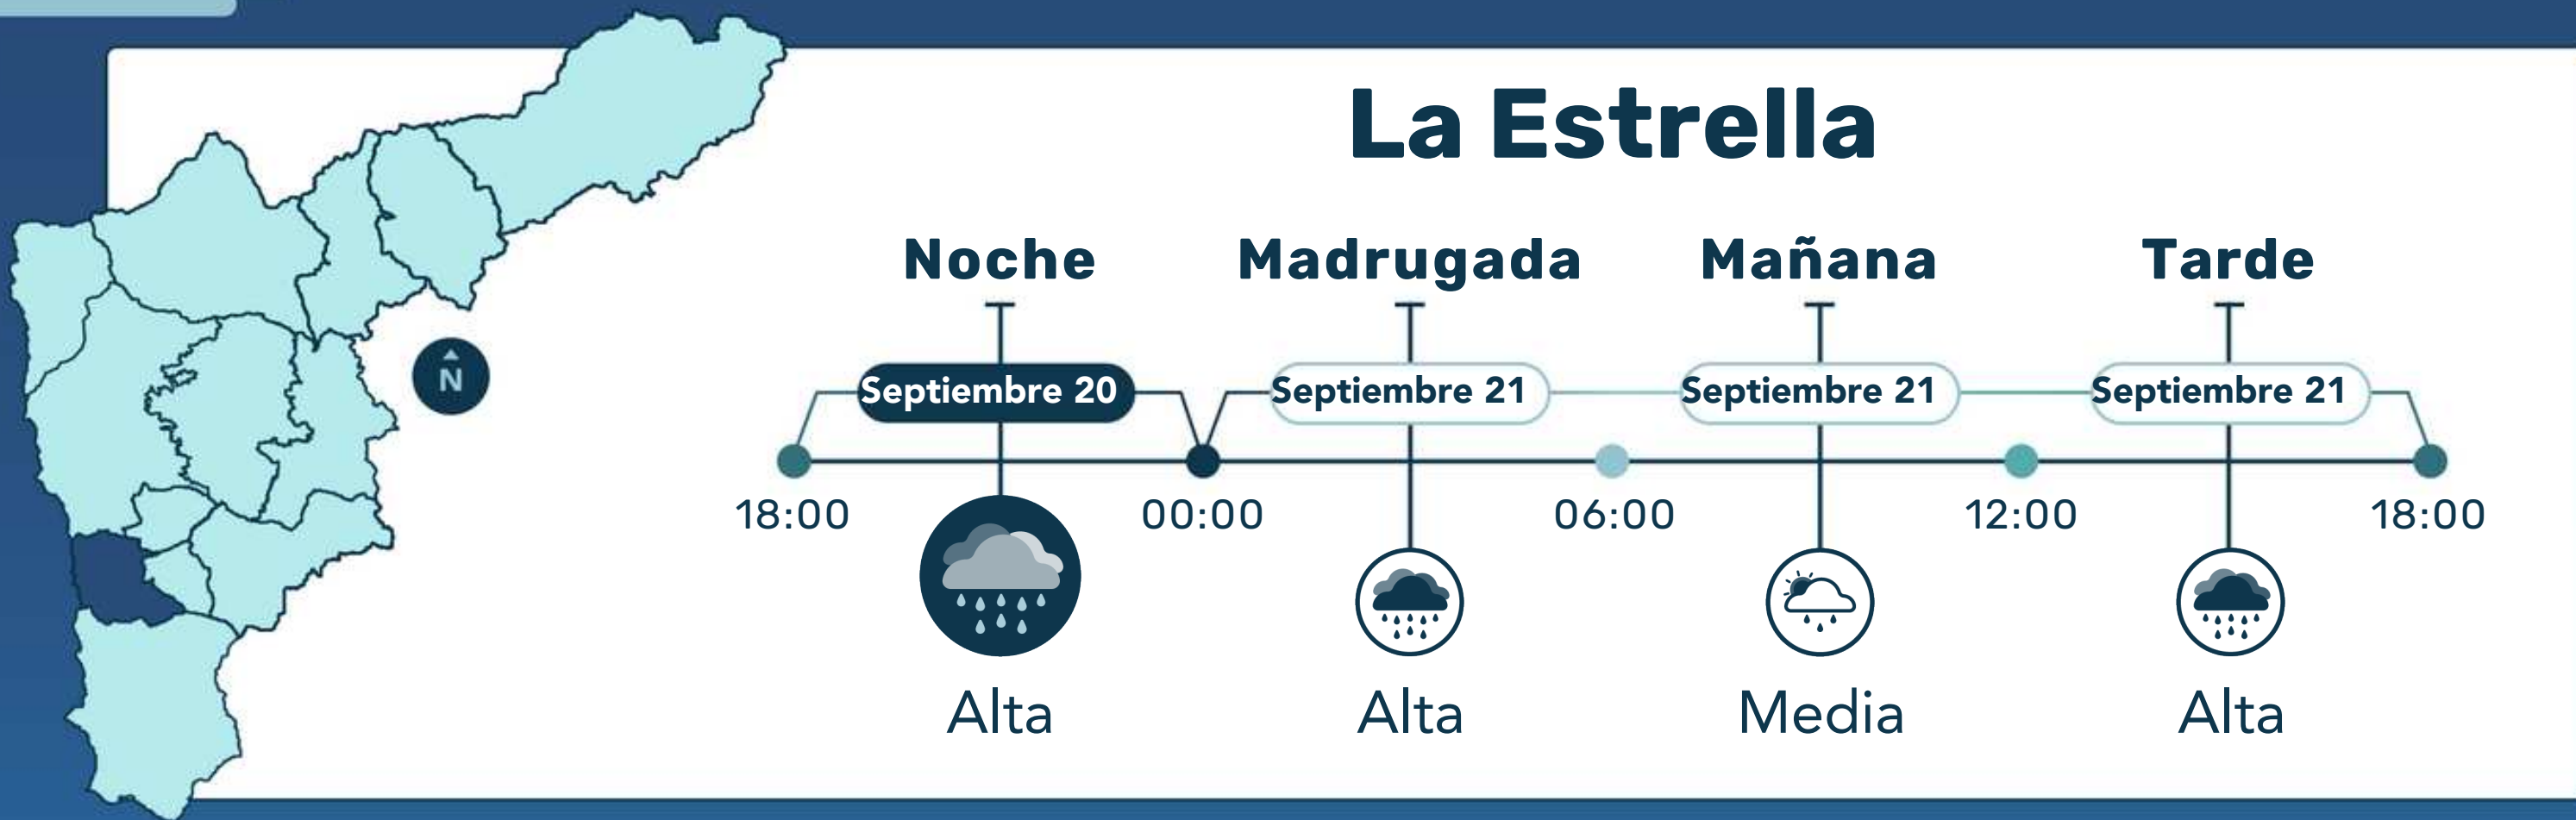 La Estrella
Noche Madrugada Mañana Tarde
N
Septiembre 20 Septiembre 21 Septiembre 21 Septiembre 21
18:00 00:00 06:00 12:00 18:00
Alta Alta Media Alta